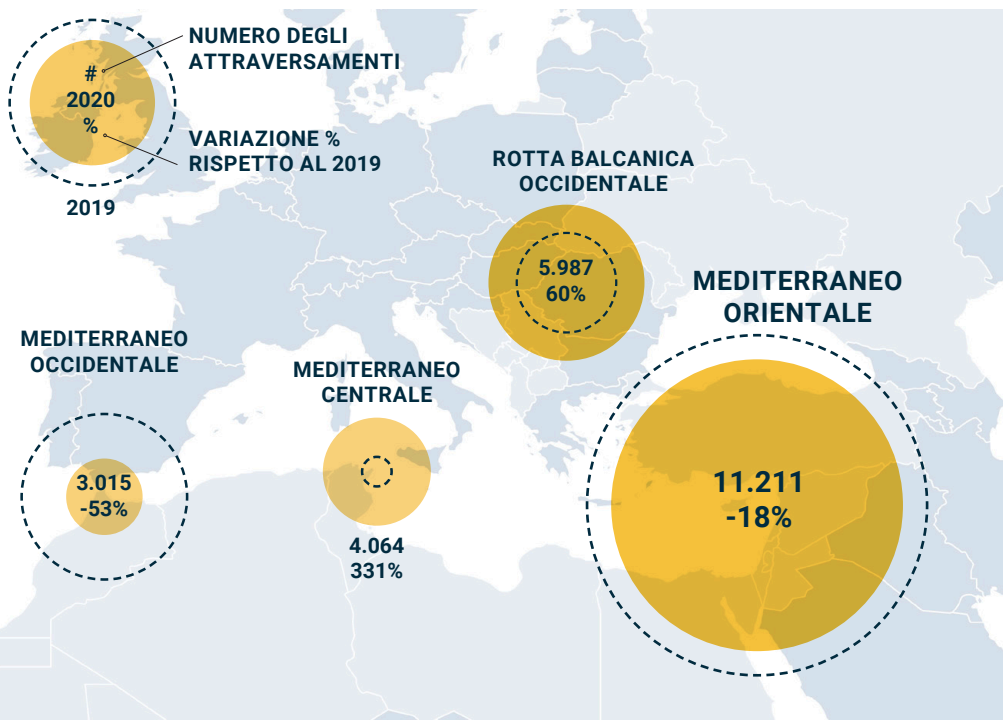 NUMERO DEGLI
ATTRAVERSAMENTI
#
2020
%
VARIAZIONE %
RISPETTO AL 2019
2019
ROTTA BALCANICA
OCCIDENTALE
5.987
60%
MEDITERRANEO
ORIENTALE
11.211
-18%
MEDITERRANEO
OCCIDENTALE
3.015
-53%
MEDITERRANEO
CENTRALE
4.064
331%